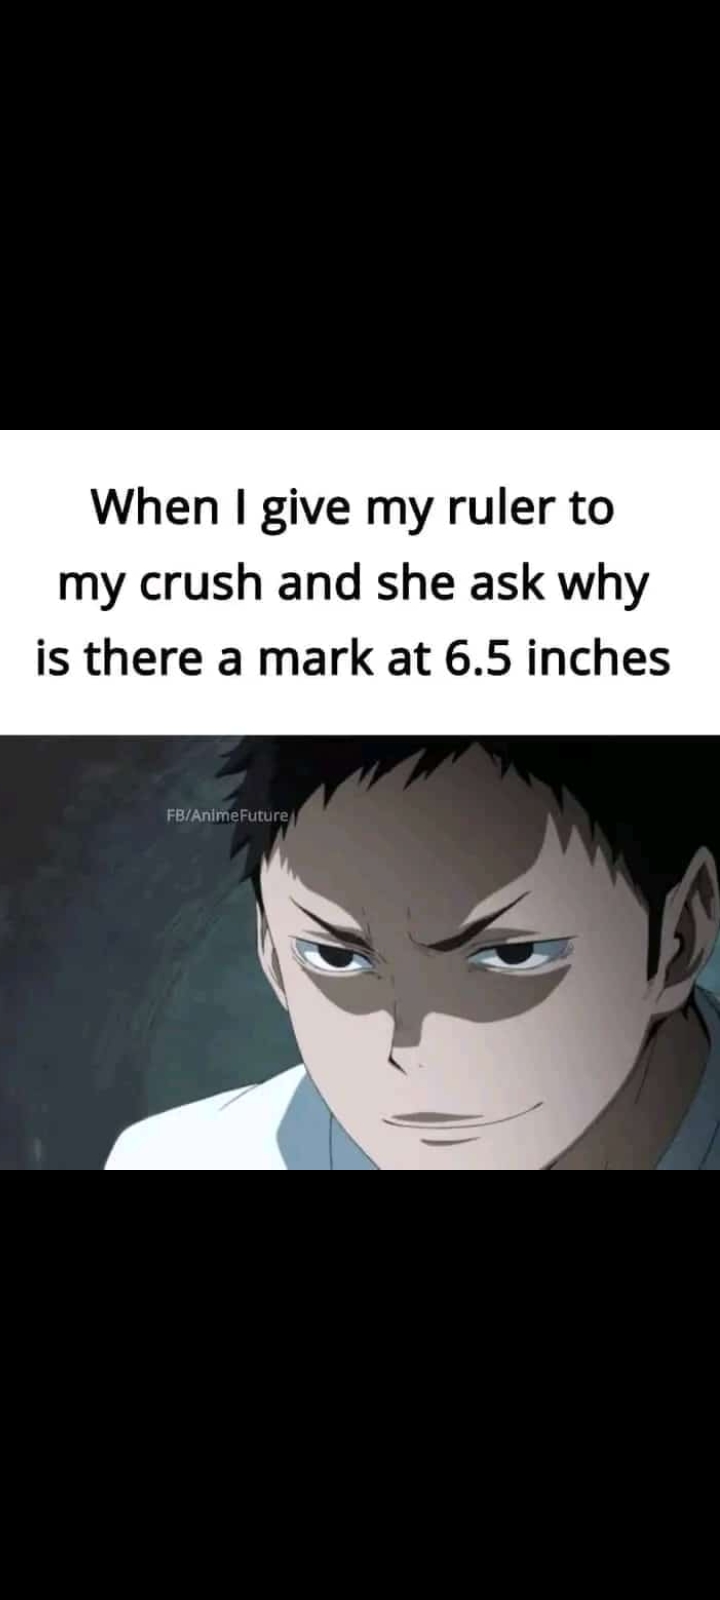 When I give my ruler to
my crush and she ask why
is there a mark at 6.5 inches
FB/AnimeFuture